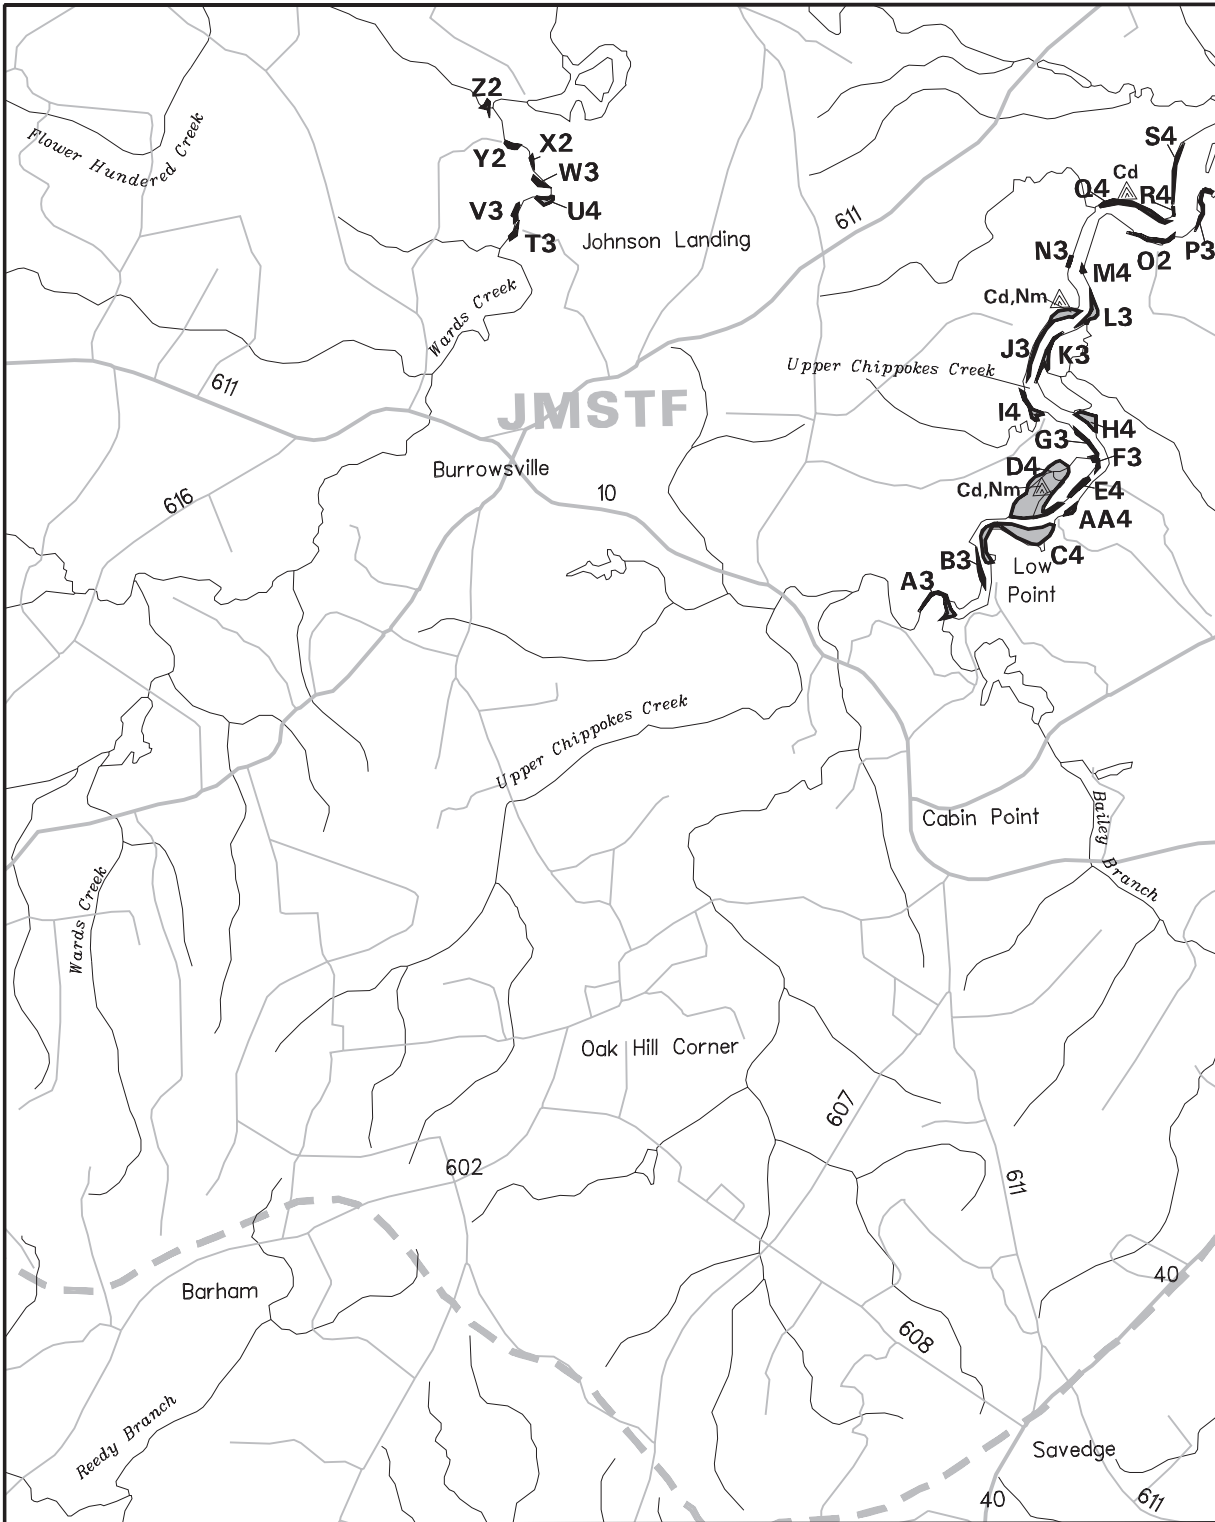 Z2
Flower Hundered Creek
X2
Y2
W3
V3
U4
T3
Johnson Landing
611
S4
Cd
Q4
R4
N3
O2
P3
M4
Cd,Nm
L3
Wards Creek
J3
K3
Upper Chippokes Creek
611
JMSTF
I4
H4
G3
F3
Burrowsville
D4
616
10
Cd,Nm
E4
AA4
C4
B3
Low
Point
A3
Upper Chippokes Creek
Cabin Point
Bailey Branch
Wards Creek
Oak Hill Corner
607
602
611
Barham
40
608
Reedy Branch
Savedge
40
611